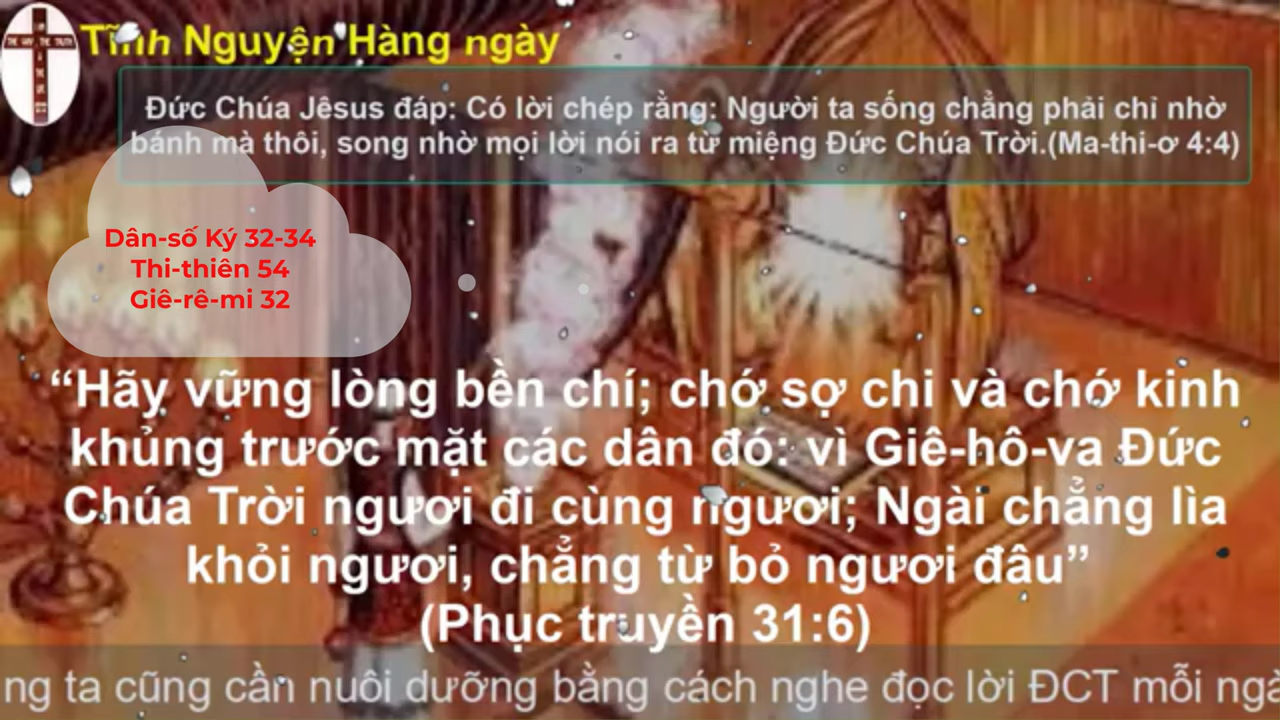 Tĩnh Nguyện Hàng ngày
Đức Chúa Jêsus đáp: Có lời chép rằng: Người ta sống chẳng phải chỉ nhờ
bánh mà thôi, song nhờ mọi lời nói ra từ miệng Đức Chúa Trời.(Ma-thi-ơ 4:4)
Dân-số Ký 32-34
Thi-thiên 54
Giê-rê-mi 32
“Hãy vững lòng bền chí; chớ sợ chi và chớ kinh
khủng trước mặt các dân đó: vì Giê-hô-va Đức
Chúa Trời ngươi đi cùng ngươi; Ngài chẳng lìa
khỏi ngươi, chẳng từ bỏ ngươi đâu”
(Phục truyền 31:6)
ng ta cũng cần nuôi dưỡng bằng cách nghe đọc lời ĐCT mỗi ngà